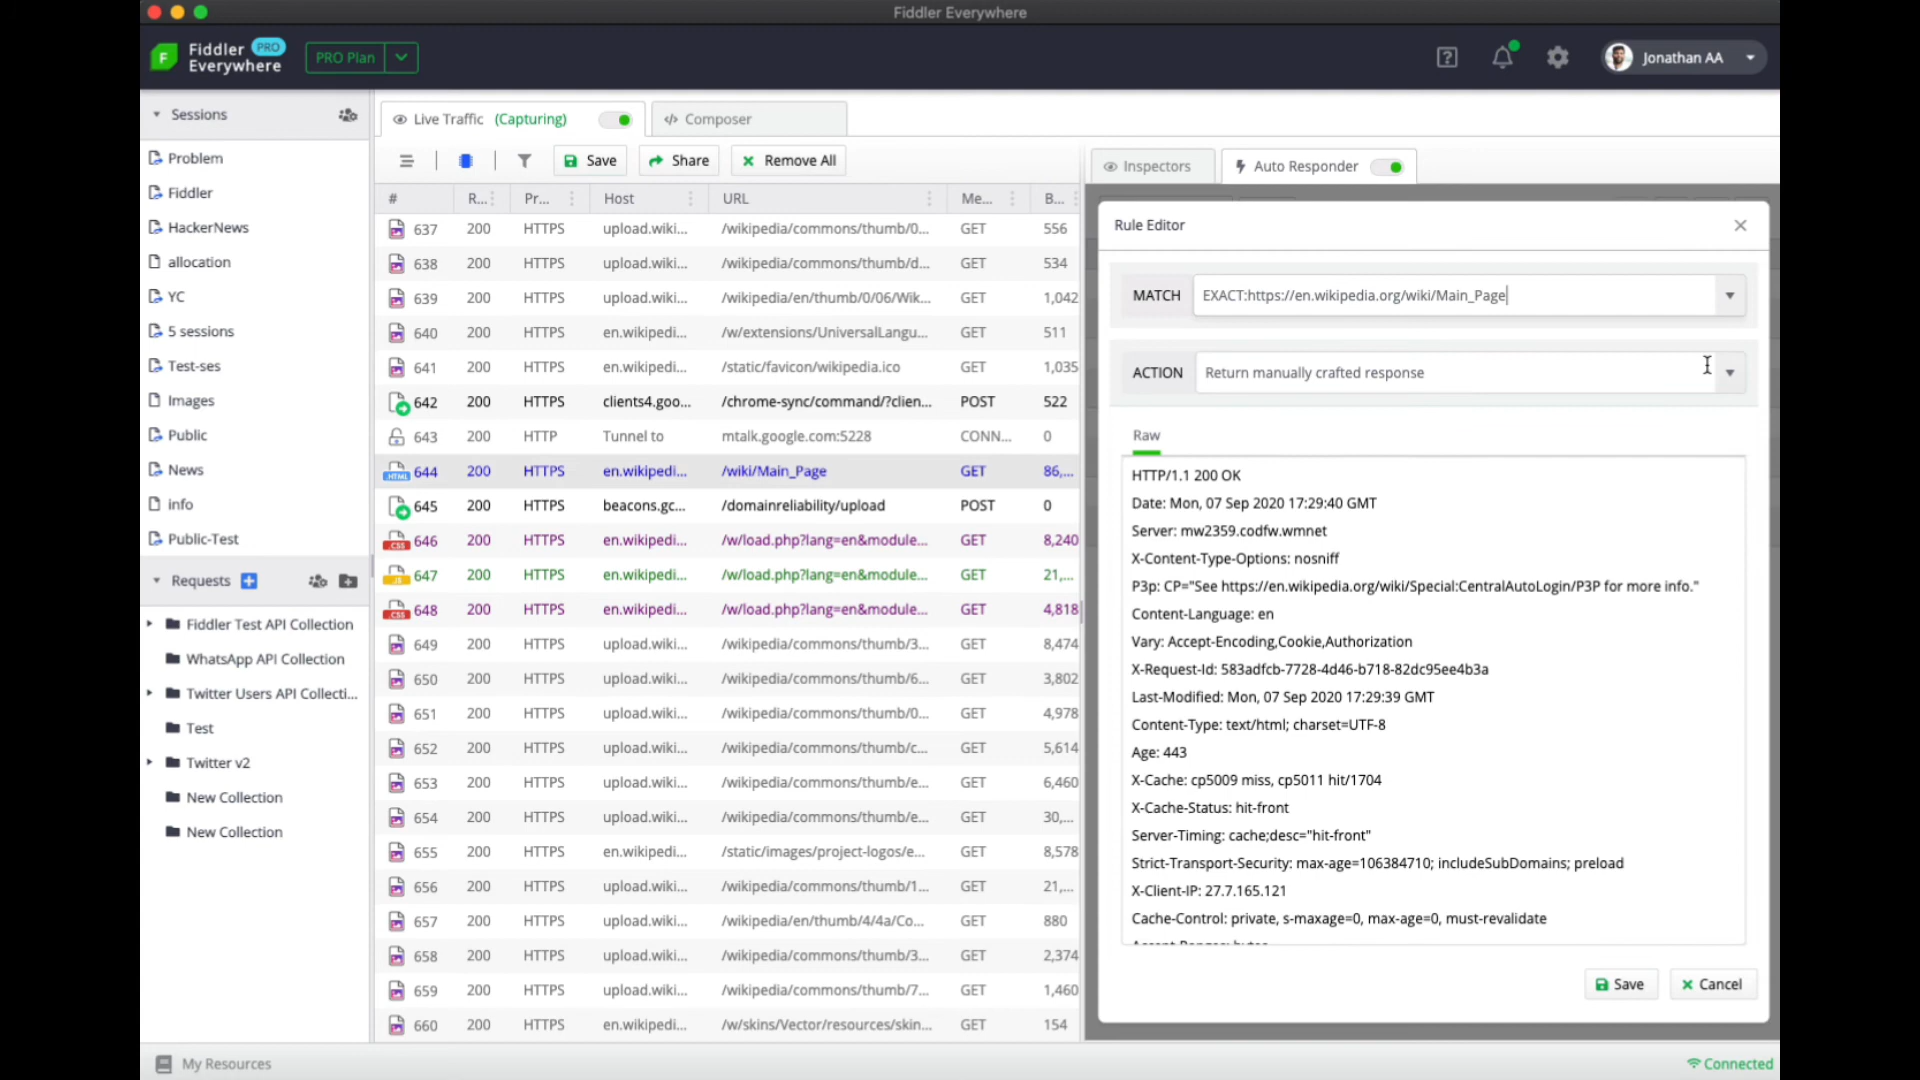 Fiddler Everywhere
F
Fiddler PRO
Everywhere
PRO Plan
?
Jonathan AA
Sessions
Problem
Fiddler
HackerNews
allocation
YC
5 sessions
Test-ses
Images
Public
News
info
Public-Test
Requests
Fiddler Test API Collection
WhatsApp API Collection
Twitter Users API Collecti...
Test
Twitter v2
New Collection
New Collection
Live Traffic (Capturing)
</> Composer
Save
Share
Remove All
# R... Pr... Host URL Me... B...
637 200 HTTPS upload.wiki... /wikipedia/commons/thumb/0... GET 556
638 200 HTTPS upload.wiki... /wikipedia/commons/thumb/d... GET 534
639 200 HTTPS upload.wiki... /wikipedia/en/thumb/0/06/Wik... GET 1,042
640 200 HTTPS en.wikipedi... /w/extensions/UniversalLangu... GET 511
641 200 HTTPS en.wikipedi... /static/favicon/wikipedia.ico GET 1,035
642 200 HTTPS clients4.goo... /chrome-sync/command/?clien... POST 522
643 200 HTTP Tunnel to mtalk.google.com:5228 CONN... 0
HTML 644 200 HTTPS en.wikipedi... /wiki/Main_Page GET 86,...
645 200 HTTPS beacons.gc... /domainreliability/upload POST 0
CSS 646 200 HTTPS en.wikipedi... /w/load.php?lang=en&module... GET 8,240
JS 647 200 HTTPS en.wikipedi... /w/load.php?lang=en&module... GET 21,...
CSS 648 200 HTTPS en.wikipedi... /w/load.php?lang=en&module... GET 4,818
649 200 HTTPS upload.wiki... /wikipedia/commons/thumb/3... GET 8,474
650 200 HTTPS upload.wiki... /wikipedia/commons/thumb/6... GET 3,802
651 200 HTTPS upload.wiki... /wikipedia/commons/thumb/0... GET 4,978
652 200 HTTPS upload.wiki... /wikipedia/commons/thumb/c... GET 5,614
653 200 HTTPS upload.wiki... /wikipedia/commons/thumb/e... GET 6,460
654 200 HTTPS upload.wiki... /wikipedia/commons/thumb/e... GET 30,...
655 200 HTTPS en.wikipedi... /static/images/project-logos/e... GET 8,578
656 200 HTTPS upload.wiki... /wikipedia/commons/thumb/1... GET 21,...
657 200 HTTPS upload.wiki... /wikipedia/en/thumb/4/4a/Co... GET 880
658 200 HTTPS upload.wiki... /wikipedia/commons/thumb/3... GET 2,374
659 200 HTTPS upload.wiki... /wikipedia/commons/thumb/7... GET 1,460
660 200 HTTPS en.wikipedi... /w/skins/Vector/resources/skin... GET 154
Inspectors
Auto Responder
Rule Editor
MATCH EXACT:https://en.wikipedia.org/wiki/Main_Page
ACTION Return manually crafted response
Raw
HTTP/1.1 200 OK
Date: Mon, 07 Sep 2020 17:29:40 GMT
Server: mw2359.codfw.wmnet
X-Content-Type-Options: nosniff
P3p: CP="See https://en.wikipedia.org/wiki/Special:CentralAutoLogin/P3P for more info."
Content-Language: en
Vary: Accept-Encoding,Cookie,Authorization
X-Request-Id: 583adfcb-7728-4d46-b718-82dc95ee4b3a
Last-Modified: Mon, 07 Sep 2020 17:29:39 GMT
Content-Type: text/html; charset=UTF-8
Age: 443
X-Cache: cp5009 miss, cp5011 hit/1704
X-Cache-Status: hit-front
Server-Timing: cache;desc="hit-front"
Strict-Transport-Security: max-age=106384710; includeSubDomains; preload
X-Client-IP: 27.7.165.121
Cache-Control: private, s-maxage=0, max-age=0, must-revalidate
Save
Cancel
My Resources
Connected